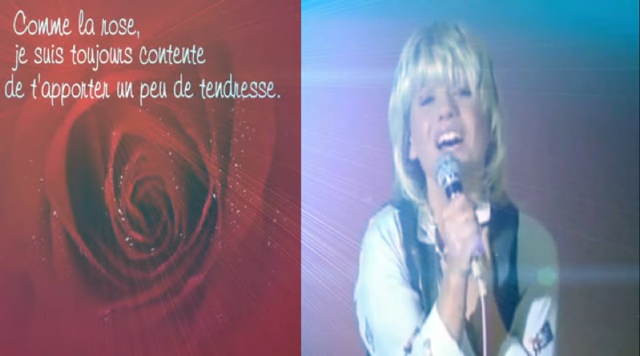 Comme la rose,
je suis toujours contente
de t'apporter un peu de tendresse.